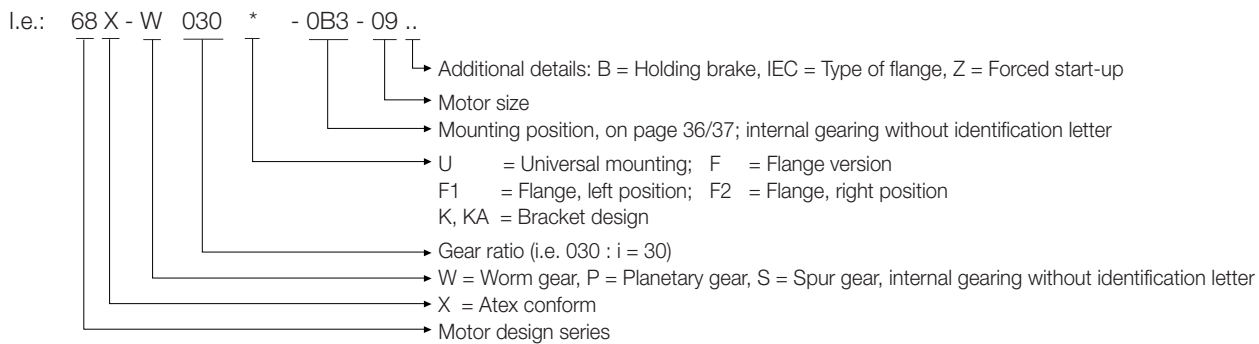 I.e.: 68 X - W 030 * - 0B3 - 09 ..
Additional details: B = Holding brake, IEC = Type of flange, Z = Forced start-up
Motor size
Mounting position, on page 36/37; internal gearing without identification letter
U = Universal mounting; F = Flange version
F1 = Flange, left position; F2 = Flange, right position
K, KA = Bracket design
Gear ratio (i.e. 030 : i = 30)
W = Worm gear, P = Planetary gear, S = Spur gear, internal gearing without identification letter
X = Atex conform
Motor design series